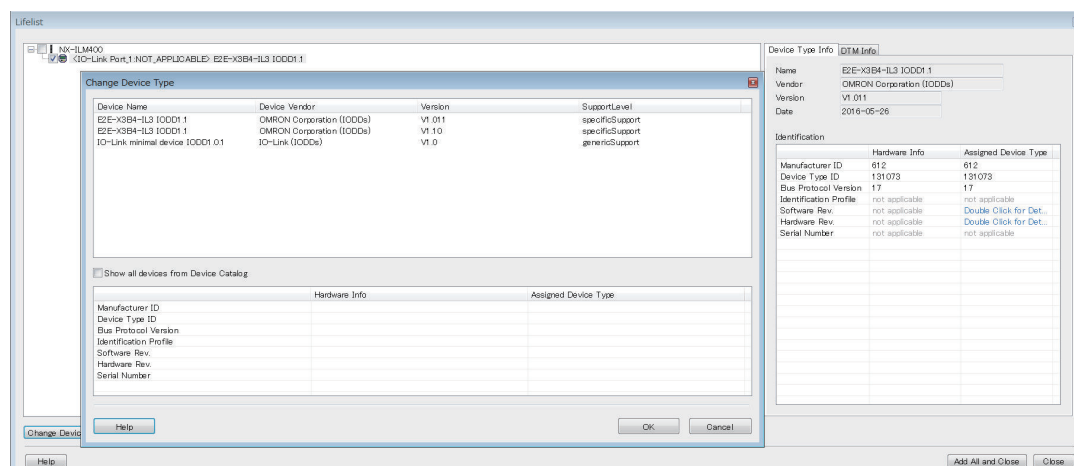 Lifelist
NX-ILM400
<IO-Link Port_1:NOT_APPLICABLE> E2E-X3B4-IL3 IODD1.1
Change Device Type
Device Name Device Vendor Version SupportLevel
E2E-X3B4-IL3 IODD1.1 OMRON Corporation (IODDs) V1.011 specificSupport
E2E-X3B4-IL3 IODD1.1 OMRON Corporation (IODDs) V1.10 specificSupport
IO-Link minimal device IODD1.0.1 IO-Link (IODDs) V1.0 genericSupport
Show all devices from Device Catalog
Hardware Info Assigned Device Type
Manufacturer ID
Device Type ID
Bus Protocol Version
Identification Profile
Software Rev.
Hardware Rev.
Serial Number
Help OK Cancel
Change Devic
Help
Device Type Info DTM Info
Name E2E-X3B4-IL3 IODD1.1
Vendor OMRON Corporation (IODDs)
Version V1.011
Date 2016-05-26
Identification
Hardware Info Assigned Device Type
Manufacturer ID 612 612
Device Type ID 131073 131073
Bus Protocol Version 17 17
Identification Profile not applicable not applicable
Software Rev. not applicable Double Click for Det...
Hardware Rev. not applicable Double Click for Det...
Serial Number not applicable not applicable
Add All and Close Close